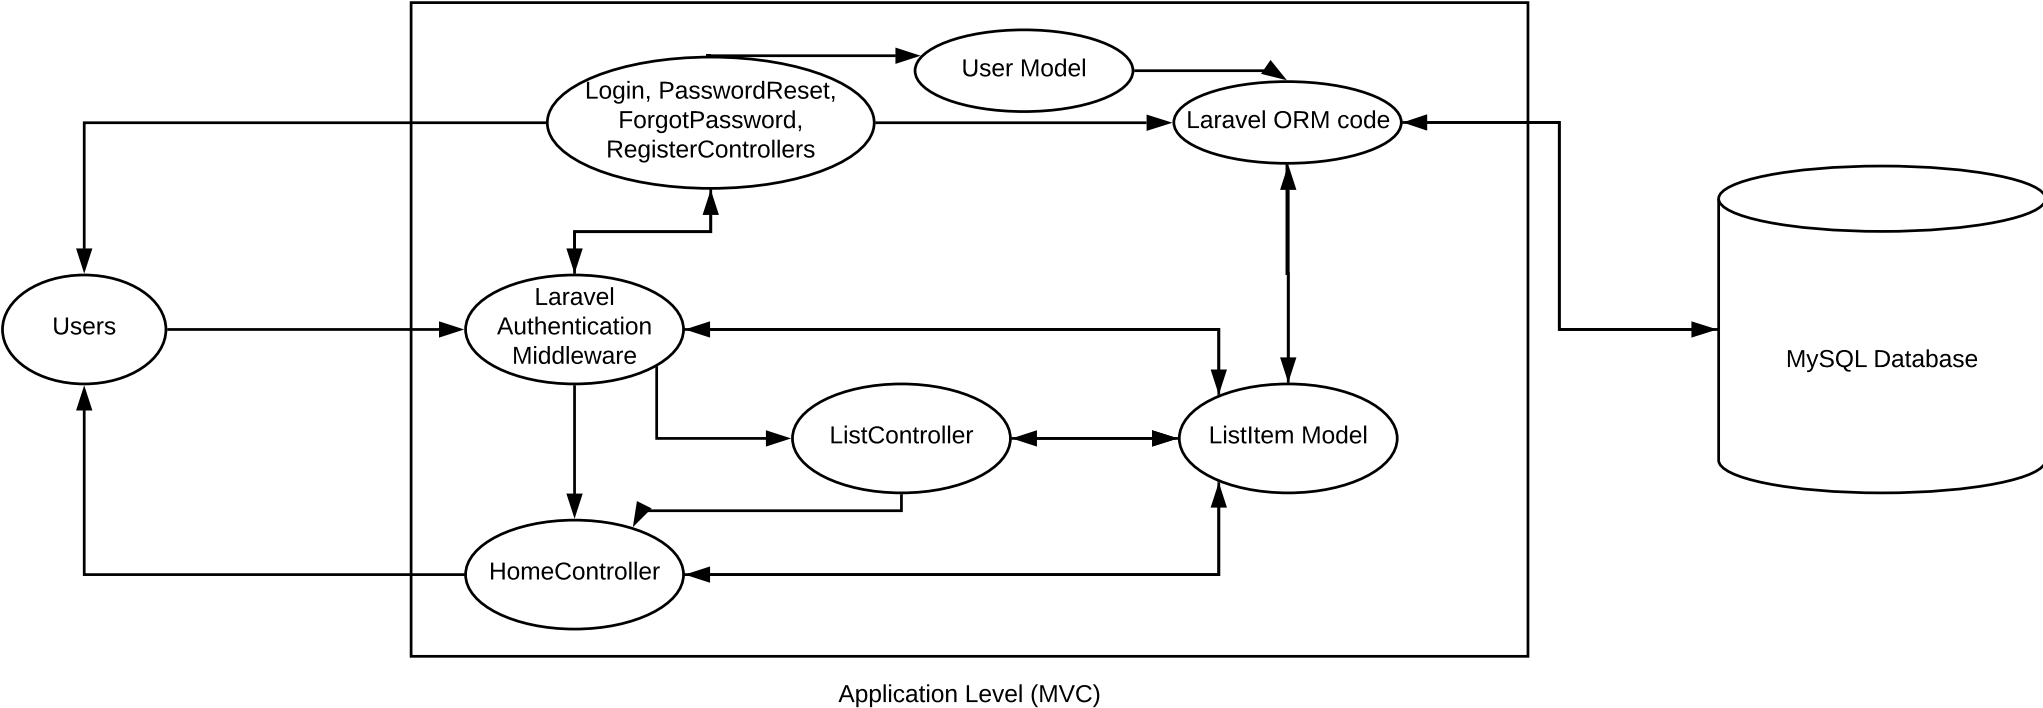 User Model
Login, PasswordReset,
ForgotPassword,
RegisterControllers
Laravel ORM code
Users
Laravel
Authentication
Middleware
MySQL Database
ListController
ListItem Model
HomeController
Application Level (MVC)